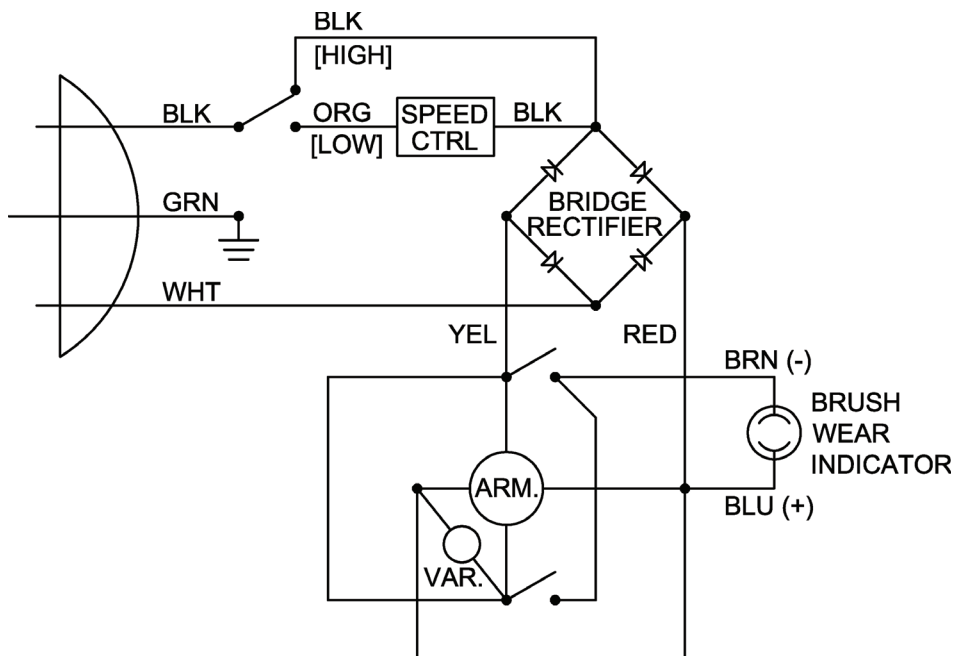 BLK
[HIGH]
BLK
ORG
[LOW]
SPEED
CTRL
BLK
GRN
BRIDGE
RECTIFIER
WHT
YEL
RED
BRN (-)
BRUSH
WEAR
INDICATOR
ARM.
BLU (+)
VAR.